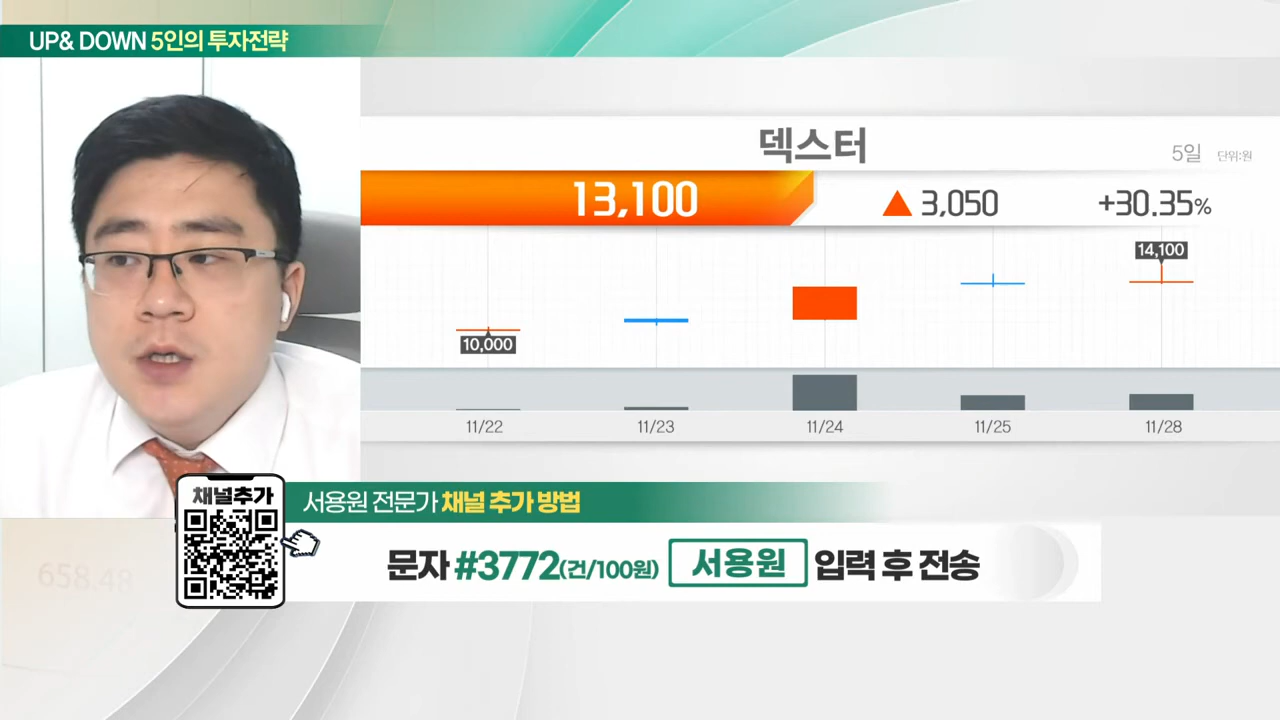 UP& DOWN 5인의 투자전략
덱스터
5일 단위:원
13,100 ▲ 3,050 +30.35%
14,100
10,000
11/22 11/23 11/24 11/25 11/28
채널추가
서용원 전문가 채널 추가 방법
문자 #3772(건/100원) 서용원 입력 후 전송
658.48